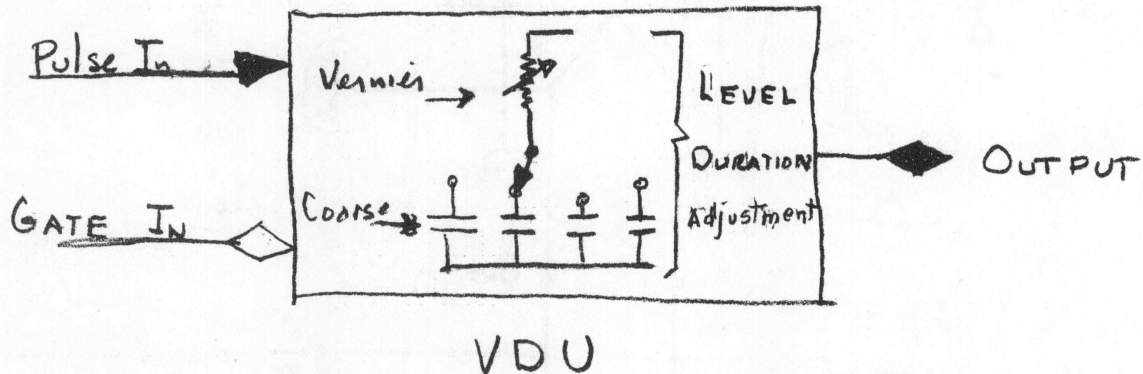 Pulse In
Vernier
LEVEL
DURATION
OUTPUT
GATE IN
Coarse
Adjustment
VDU